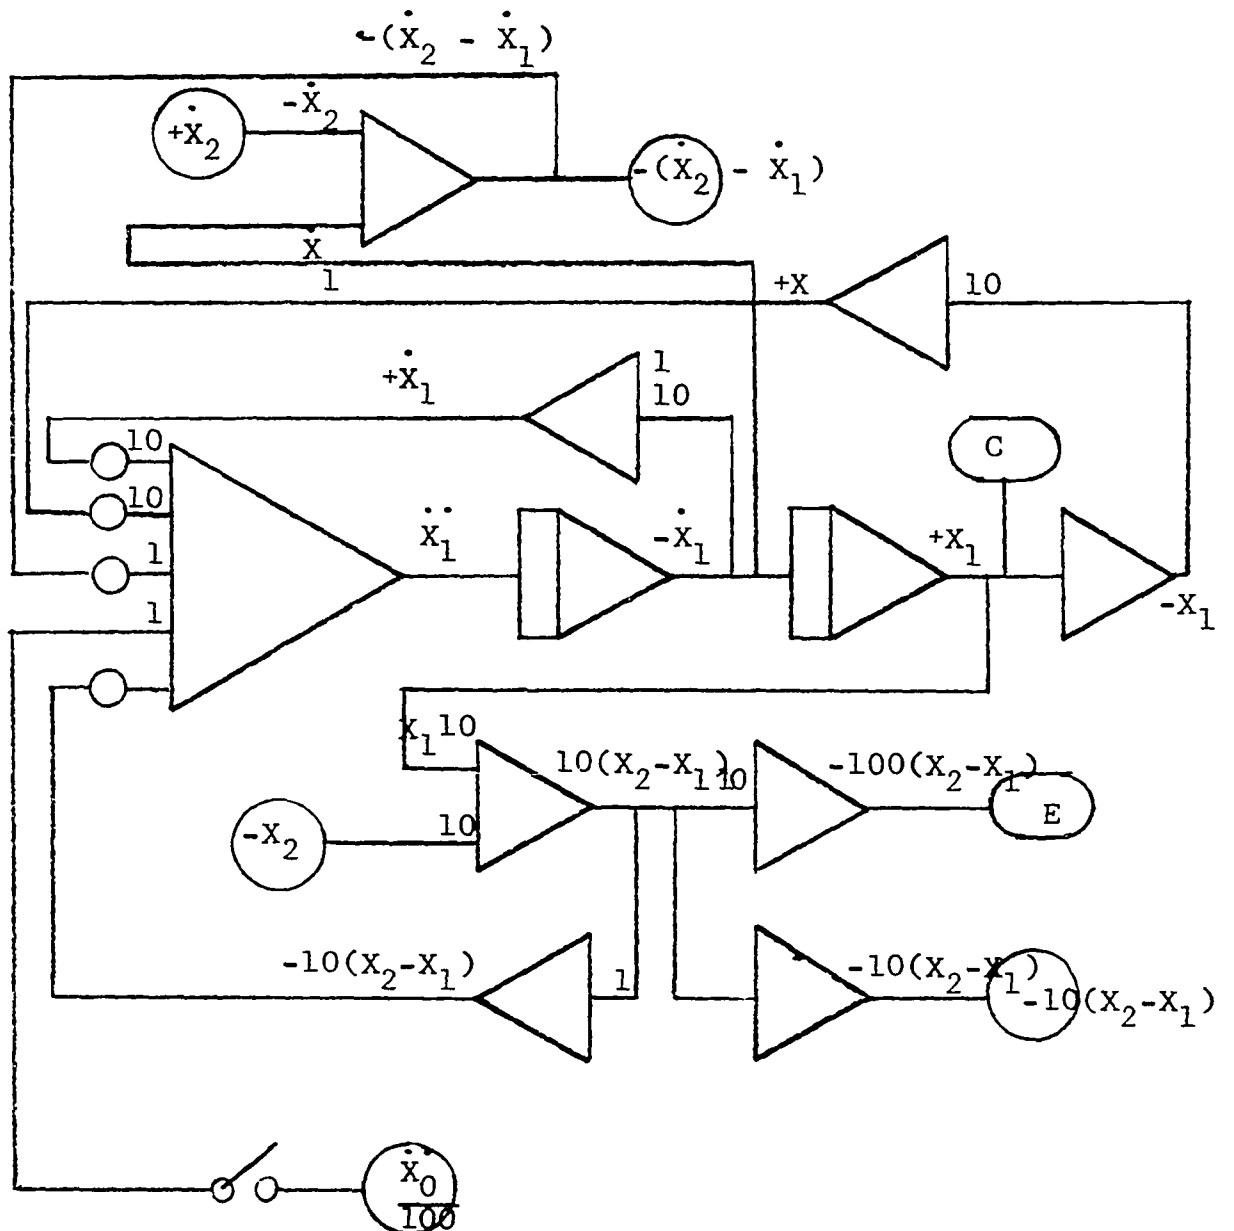 -(Ẋ₂ - Ẋ₁)
+Ẋ₂
-Ẋ₂
-(Ẋ₂ - Ẋ₁)
Ẋ₁
+X
10
+Ẋ₁
1
10
10
10
1
1
Ẍ₁
-Ẋ₁
+X₁
C
-X₁
X₁ 10
10
-X₂
10(X₂-X₁)
10
-100(X₂-X₁)
E
-10(X₂-X₁)
1
-10(X₂-X₁)
-10(X₂-X₁)
Ẍ₀
100